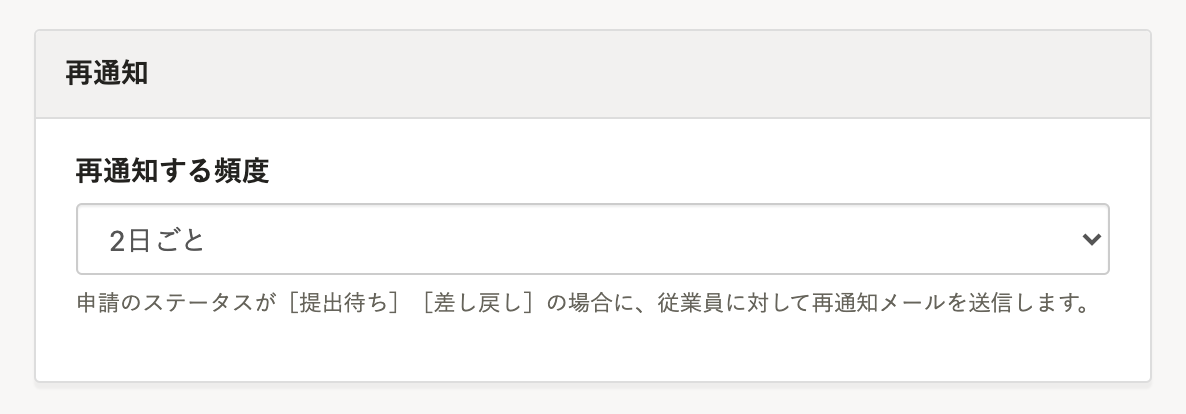 再通知
再通知する頻度
2日ごと
申請のステータスが［提出待ち］［差し戻し］の場合に、従業員に対して再通知メールを送信します。